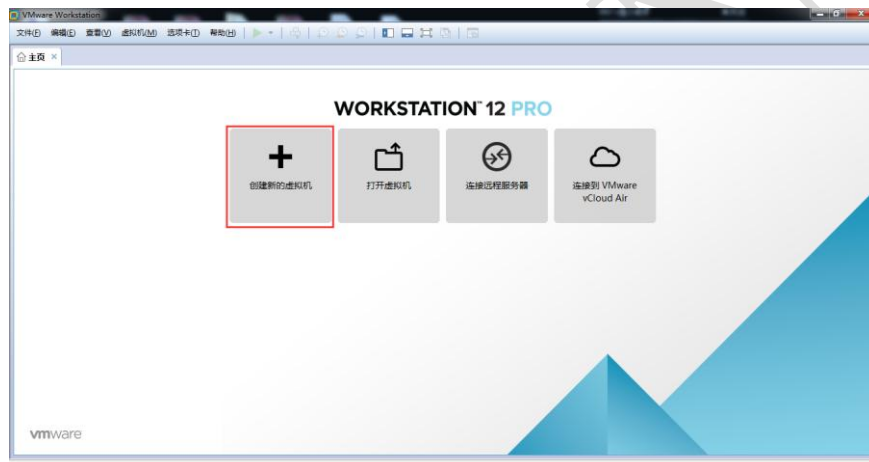 VMware Workstation
文件(F) 编辑(E) 查看(V) 虚拟机(M) 选项卡(T) 帮助(H)
主页
WORKSTATION™ 12 PRO
创建新的虚拟机
打开虚拟机
连接远程服务器
连接到 VMware
vCloud Air
vmware